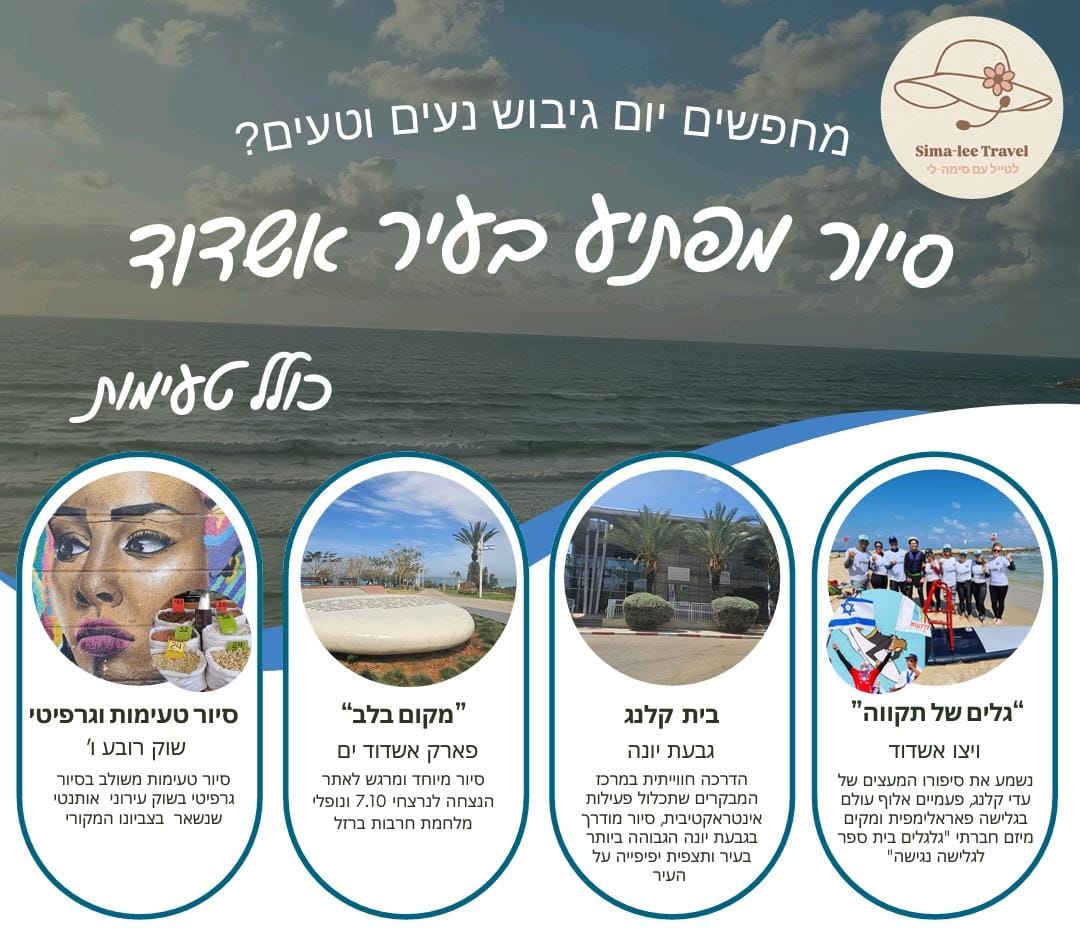 Sima-lee Travel
לטייל עם סימה-לי
מחפשים יום גיבוש נעים וטעים?
סיור מפתיע בעיר אשדוד
כולל טעימות
"גלים של תקווה"
ויצו אשדוד
נשמע את סיפורו המעצים של
עדי קלנג, פעמיים אלוף עולם
בגלישה פאראלימפית ומקים
מיזם חברתי "גלגלים בית ספר
לגלישה נגישה"
בית קלנג
גבעת יונה
הדרכה חווייתית במרכז
המבקרים שתכלול פעילות
אינטראקטיבית, סיור מודרך
בגבעת יונה הגבוהה ביותר
בעיר ותצפית יפיפייה על
העיר
"מקום בלב"
פארק אשדוד ים
סיור מיוחד ומרגש לאתר
הנצחה לנרצחי 7.10 ונופלי
מלחמת חרבות ברזל
סיור טעימות וגרפיטי
שוק רובע ו'
סיור טעימות משולב בסיור
גרפיטי בשוק עירוני אותנטי
שנשאר בצביונו המקורי
24
24